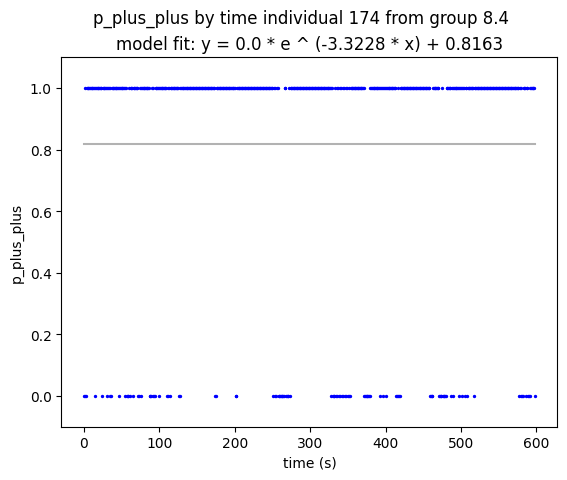 p_plus_plus by time individual 174 from group 8.4
model fit: y = 0.0 * e ^ (-3.3228 * x) + 0.8163
1.0
0.8
0.6
0.4
0.2
0.0
p_plus_plus
0 100 200 300 400 500 600
time (s)